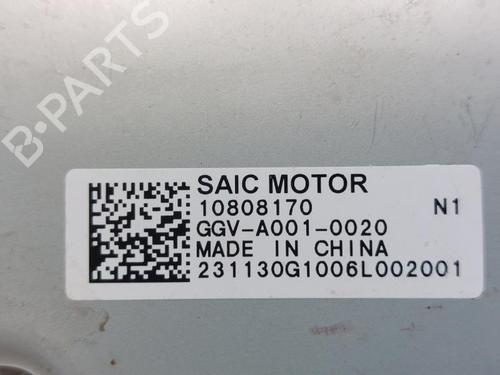 B-PARTS
SAIC MOTOR
10808170 N1
GGV-A001-0020
MADE IN CHINA
231130G1006L002001